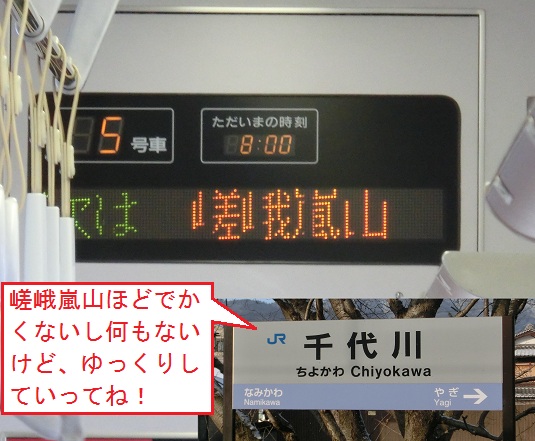 5 号車
ただいまの時刻
8:00
次は 嵯峨嵐山
嵯峨嵐山ほどでか
くないし何もない
けど、ゆっくりし
ていってね！
JR 千代川
ちよかわ Chiyokawa
なみかわ
Namikawa
やぎ
Yagi